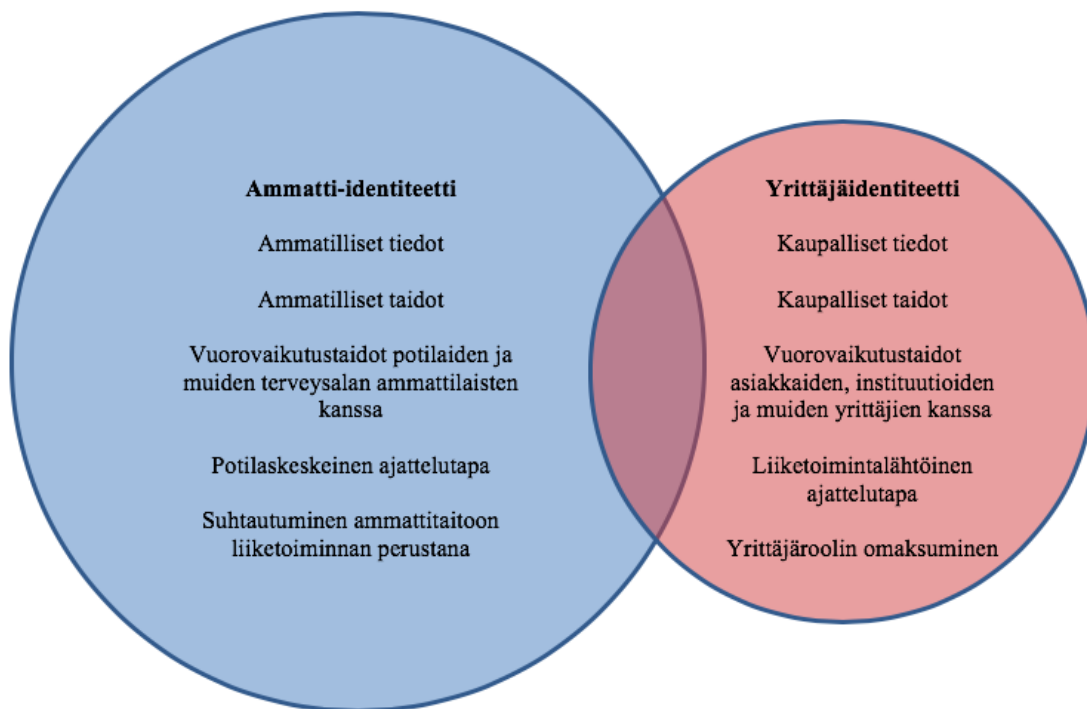 Ammatti-identiteetti
Ammatilliset tiedot
Ammatilliset taidot
Vuorovaikutustaidot potilaiden ja
muiden terveysalan ammattilaisten
kanssa
Potilaskeskeinen ajattelutapa
Suhtautuminen ammattitaitoon
liiketoiminnan perustana
Yrittäjäidentiteetti
Kaupalliset tiedot
Kaupalliset taidot
Vuorovaikutustaidot
asiakkaiden, instituutioiden
ja muiden yrittäjien kanssa
Liiketoimintalähtöinen
ajattelutapa
Yrittäjäroolin omaksuminen